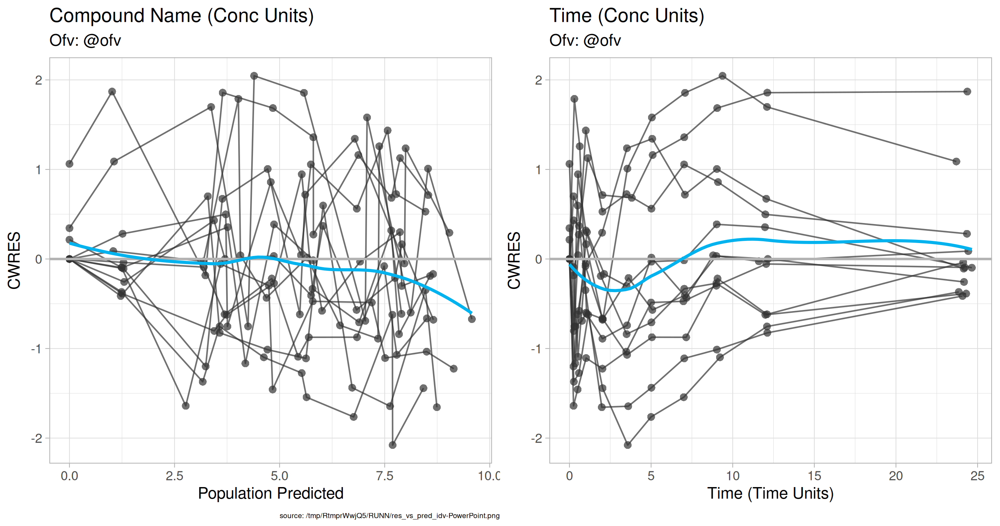 Compound Name (Conc Units)
Ofv: @ofv
CWRES
2
1
0
-1
-2
0.0 2.5 5.0 7.5 10.0
Population Predicted
source: /tmp/RtmprWwjQ5/RUNN/res_vs_pred_idv-PowerPoint.png
Time (Conc Units)
Ofv: @ofv
CWRES
2
1
0
-1
-2
0 5 10 15 20 25
Time (Time Units)